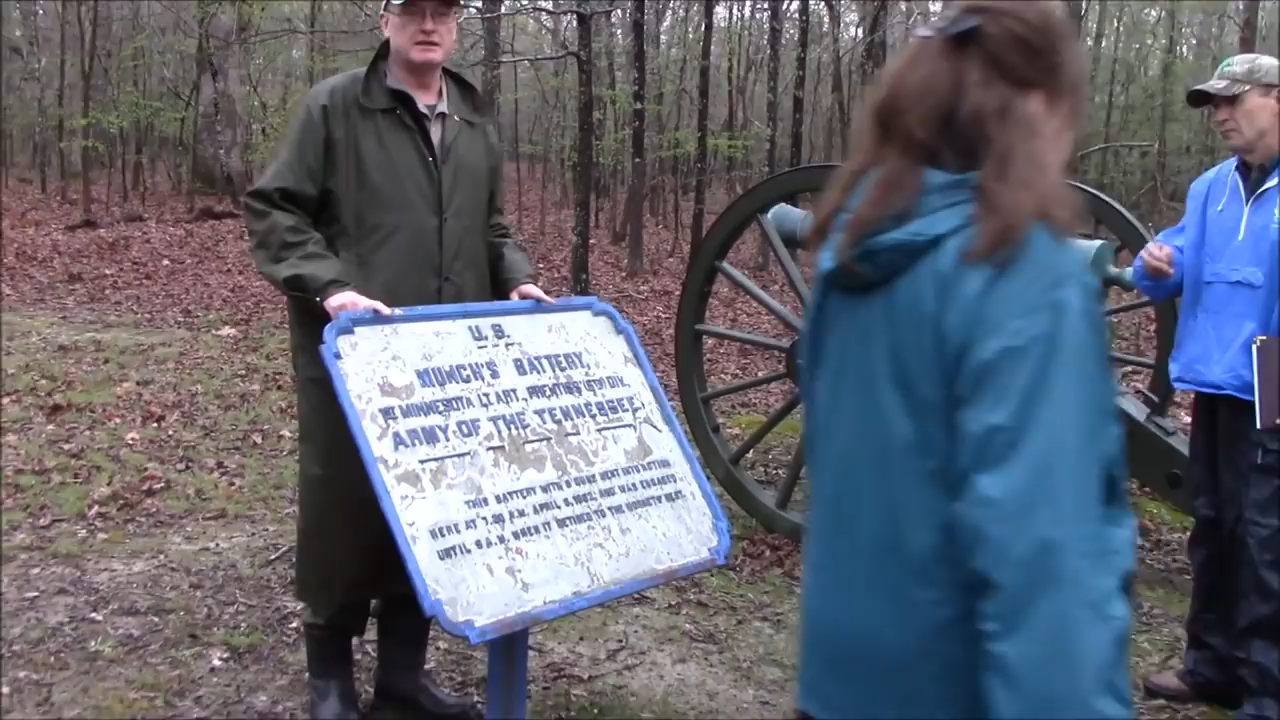 U.S.
MUNCH'S BATTERY,
1ST MINNESOTA LT. ART., PRENTISS' (6TH) DIV.,
ARMY OF THE TENNESSEE.
THIS BATTERY WITH 6 GUNS WENT INTO ACTION
HERE AT 7.30 A.M. APRIL 6, 1862, AND WAS ENGAGED
UNTIL 9 A.M. WHEN IT RETIRED TO THE HORNETS' NEST.